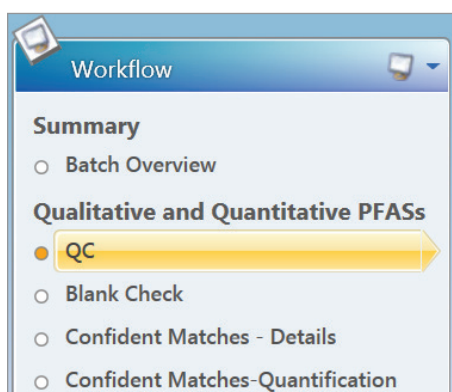 Workflow
Summary
Batch Overview
Qualitative and Quantitative PFASs
QC
Blank Check
Confident Matches - Details
Confident Matches-Quantification